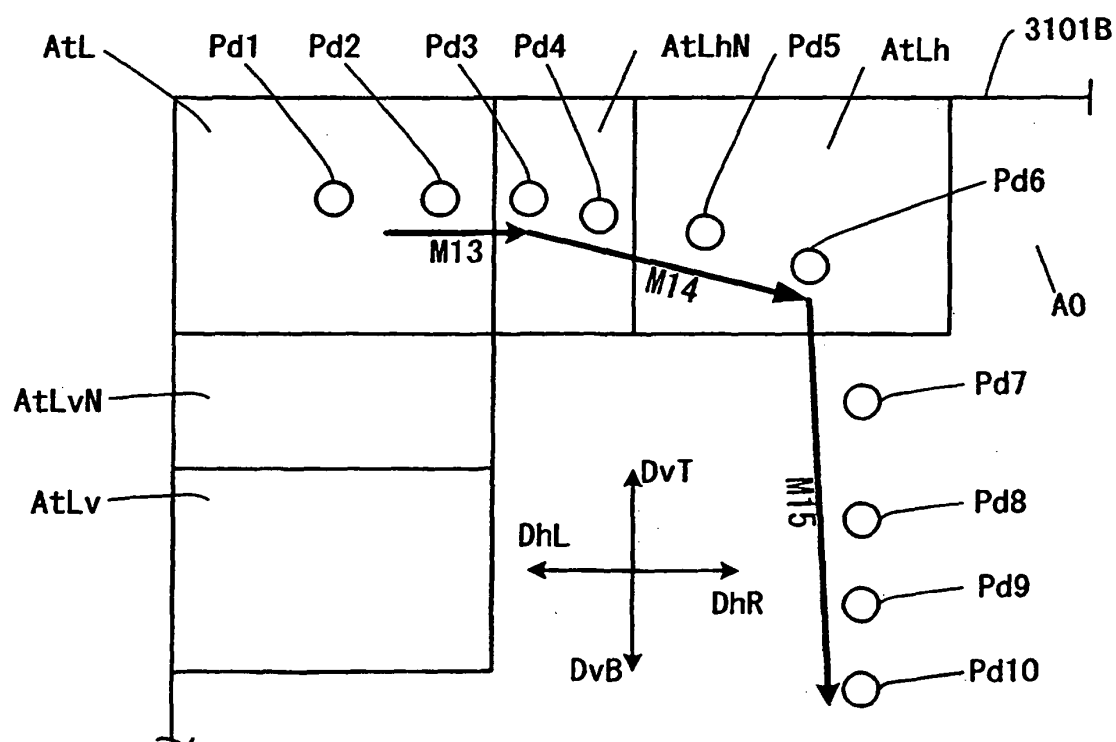 3101B
AtL
Pd1
Pd2
Pd3
Pd4
AtLhN
Pd5
AtLh
Pd6
M13
M14
A0
AtLvN
Pd7
AtLv
DvT
M15
Pd8
DhL
DhR
Pd9
DvB
Pd10